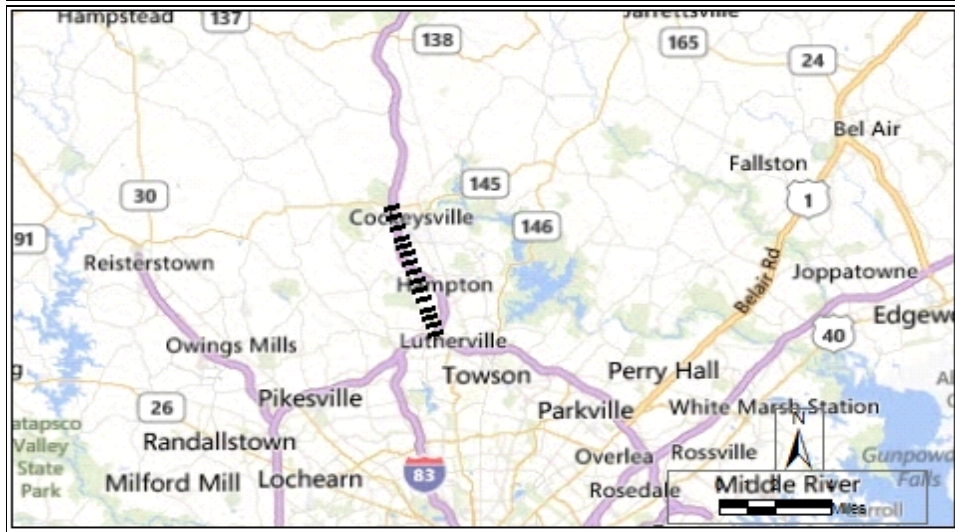 Hampstead
137
Jarrettsville
138
165
24
Bel Air
Fallston
145
30
1
Cockeysville
146
91
Reisterstown
Belair Rd
Joppatowne
Hampton
Edgew
40
Owings Mills
Lutherville
Perry Hall
Towson
Pikesville
26
Parkville
White Marsh Station
N
atapsco
Valley
State
Park
Randallstown
Rossville
Overlea
Gunpow
Falls
83
Milford Mill
Lochearn
Rosedale
Middle River
Miles